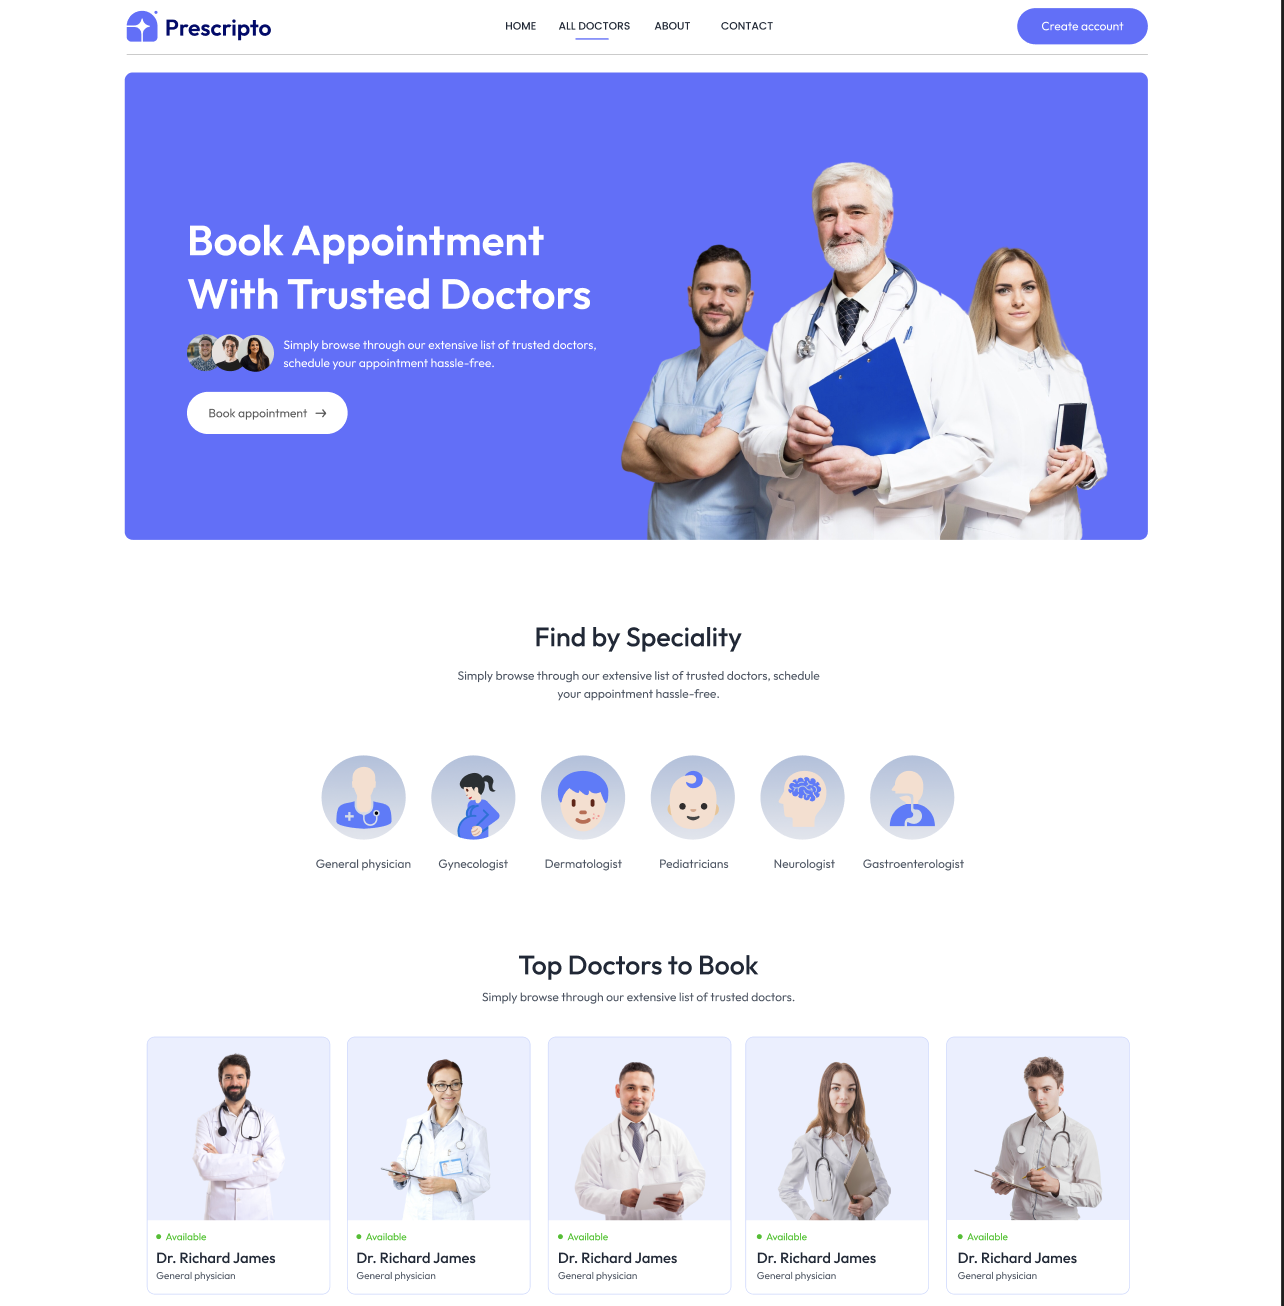 Prescripto
HOME
ALL DOCTORS
ABOUT
CONTACT
Create account
Book Appointment
With Trusted Doctors
Simply browse through our extensive list of trusted doctors,
schedule your appointment hassle-free.
Book appointment
Find by Speciality
Simply browse through our extensive list of trusted doctors, schedule
your appointment hassle-free.
General physician
Gynecologist
Dermatologist
Pediatricians
Neurologist
Gastroenterologist
Top Doctors to Book
Simply browse through our extensive list of trusted doctors.
Available
Dr. Richard James
General physician
Available
Dr. Richard James
General physician
Available
Dr. Richard James
General physician
Available
Dr. Richard James
General physician
Available
Dr. Richard James
General physician